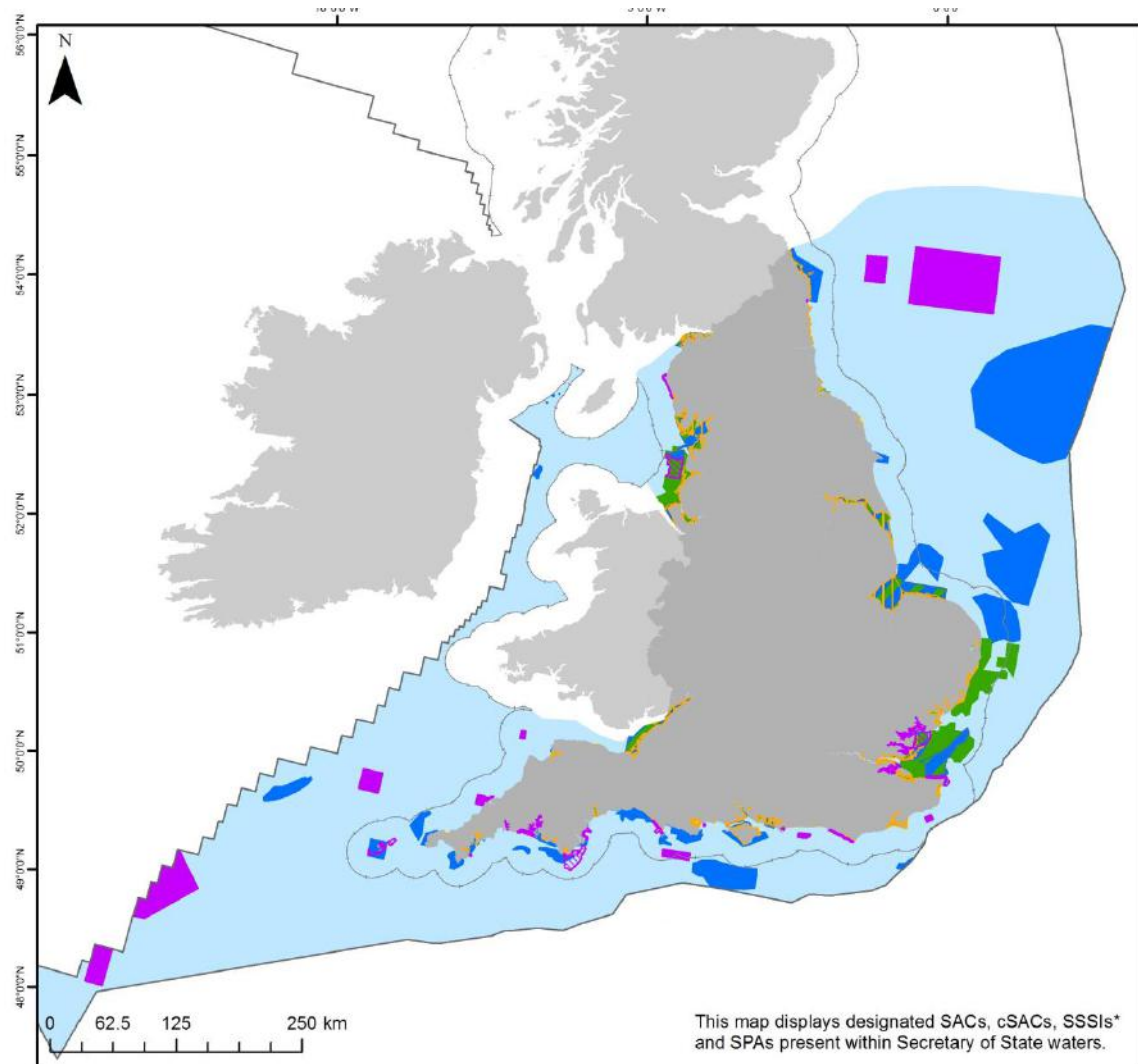 N
56°0'0"N
55°0'0"N
54°0'0"N
53°0'0"N
52°0'0"N
51°0'0"N
50°0'0"N
49°0'0"N
48°0'0"N
0 62.5 125 250 km
This map displays designated SACs, cSACs, SSSIs*
and SPAs present within Secretary of State waters.